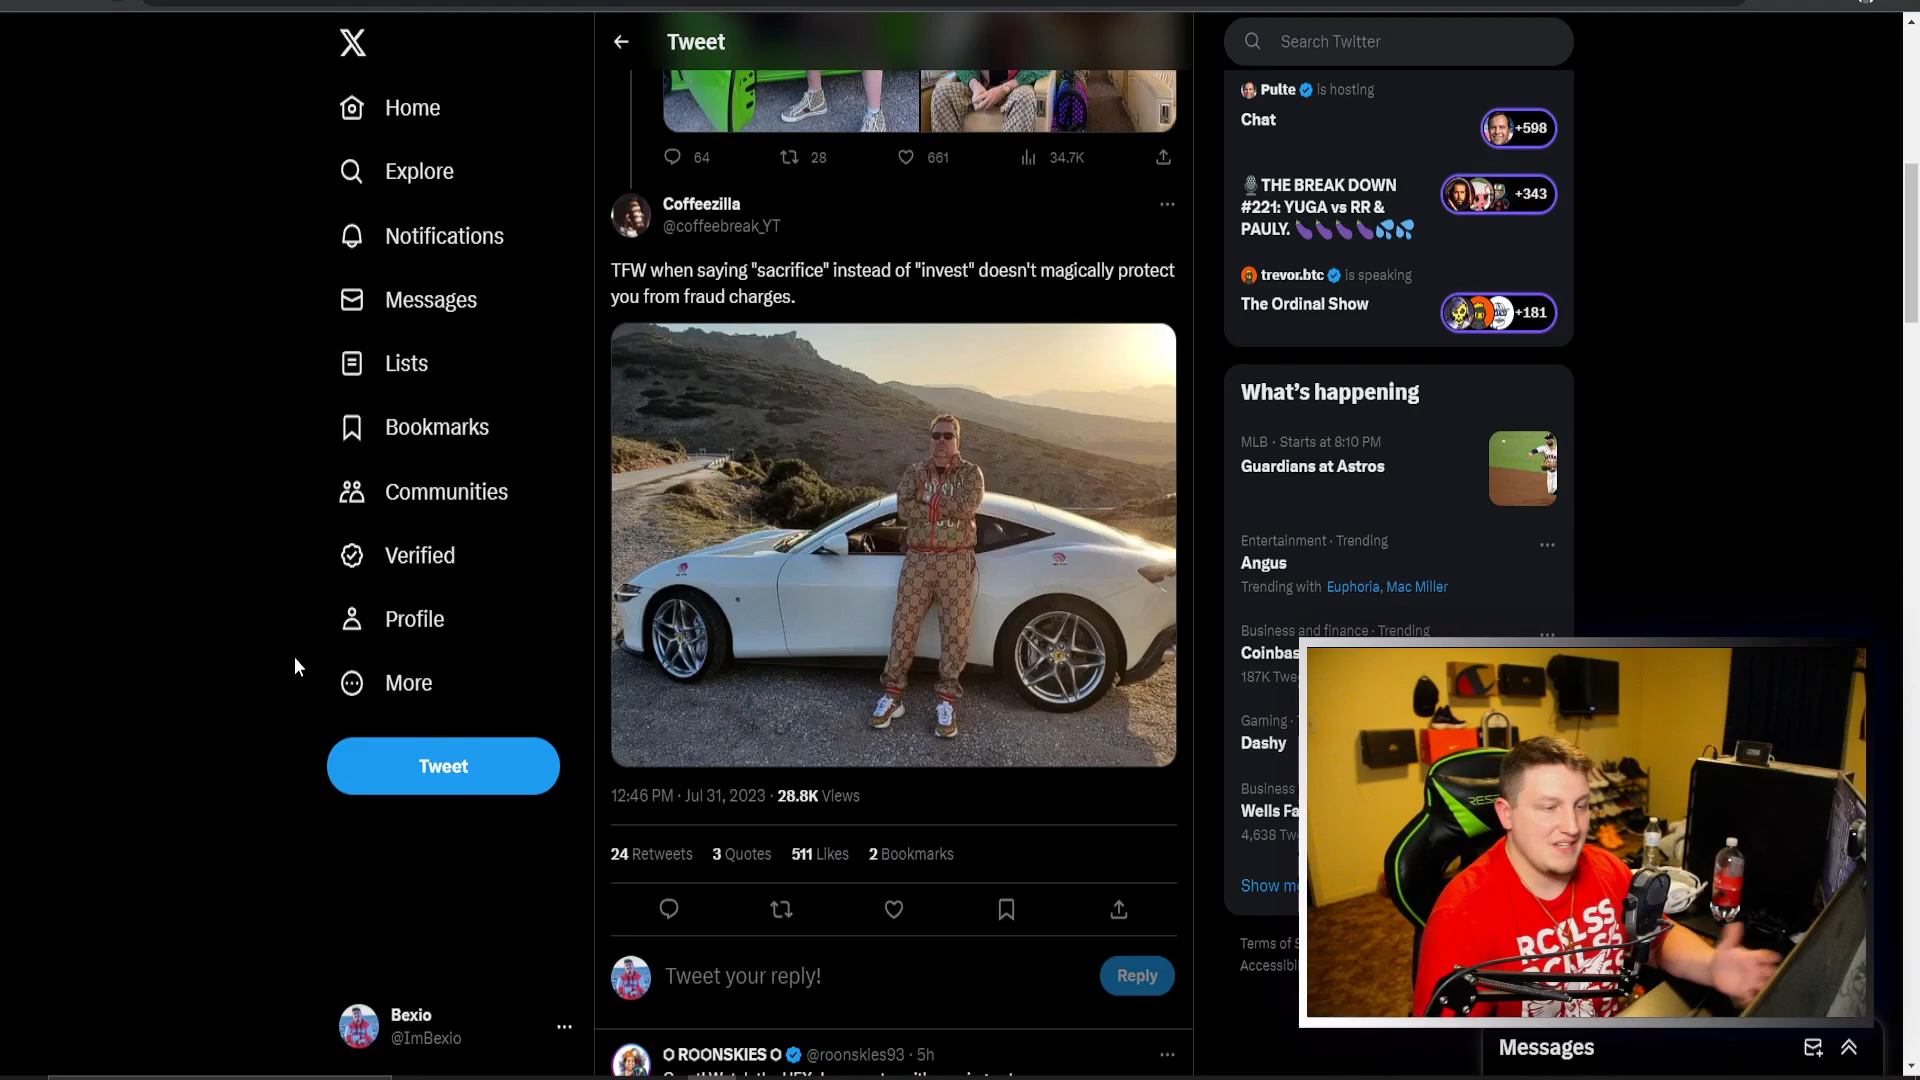 Home
Explore
Notifications
Messages
Lists
Bookmarks
Communities
Verified
Profile
More
Tweet
Bexio
@ImBexio
Tweet
64
28
661
34.7K
Coffeezilla
@coffeebreak_YT
TFW when saying "sacrifice" instead of "invest" doesn't magically protect
you from fraud charges.
12:46 PM · Jul 31, 2023 · 28.8K Views
24 Retweets 3 Quotes 511 Likes 2 Bookmarks
Tweet your reply!
Reply
ROONSKIES
@roonskies93 · 5h
Search Twitter
Pulte is hosting
Chat
+598
THE BREAK DOWN
#221: YUGA vs RR &
PAULY.
+343
trevor.btc is speaking
The Ordinal Show
+181
What's happening
MLB · Starts at 8:10 PM
Guardians at Astros
Entertainment · Trending
Angus
Trending with Euphoria, Mac Miller
Business and finance · Trending
Coinbas
187K Twe
Gaming ·
Dashy
Business
Wells Fa
4,638 Tw
Show m
Terms of S
Accessibi
RCKLSS
Messages